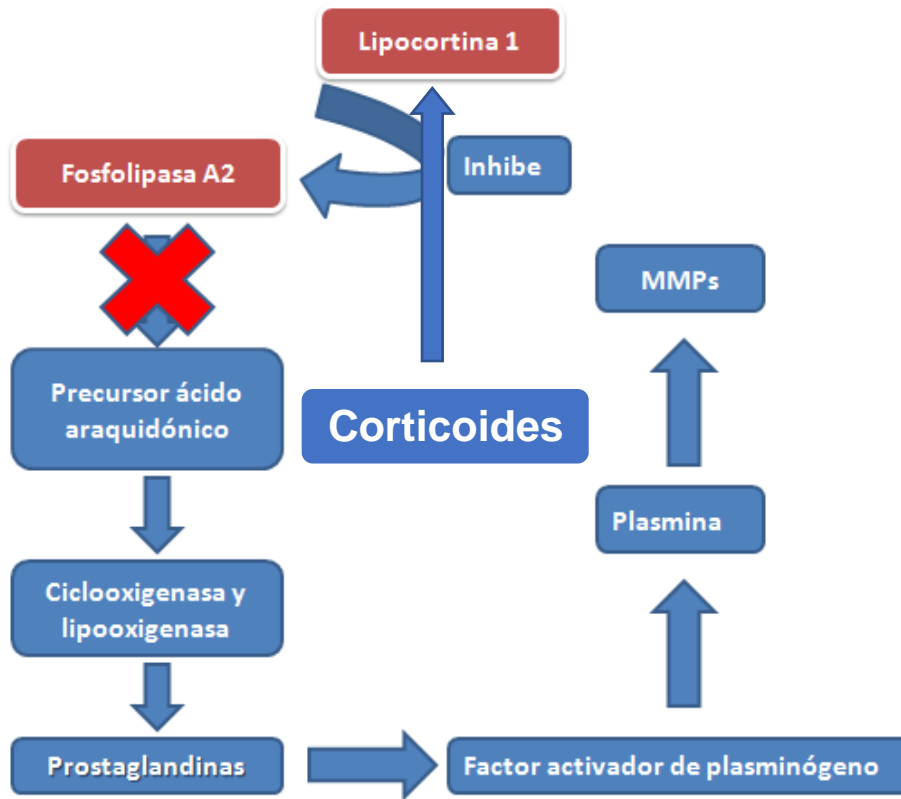 Lipocortina 1
Inhibe
Fosfolipasa A2
MMPs
Precursor ácido
araquidónico
Corticoides
Plasmina
Ciclooxigenasa y
lipooxigenasa
Prostaglandinas
Factor activador de plasminógeno